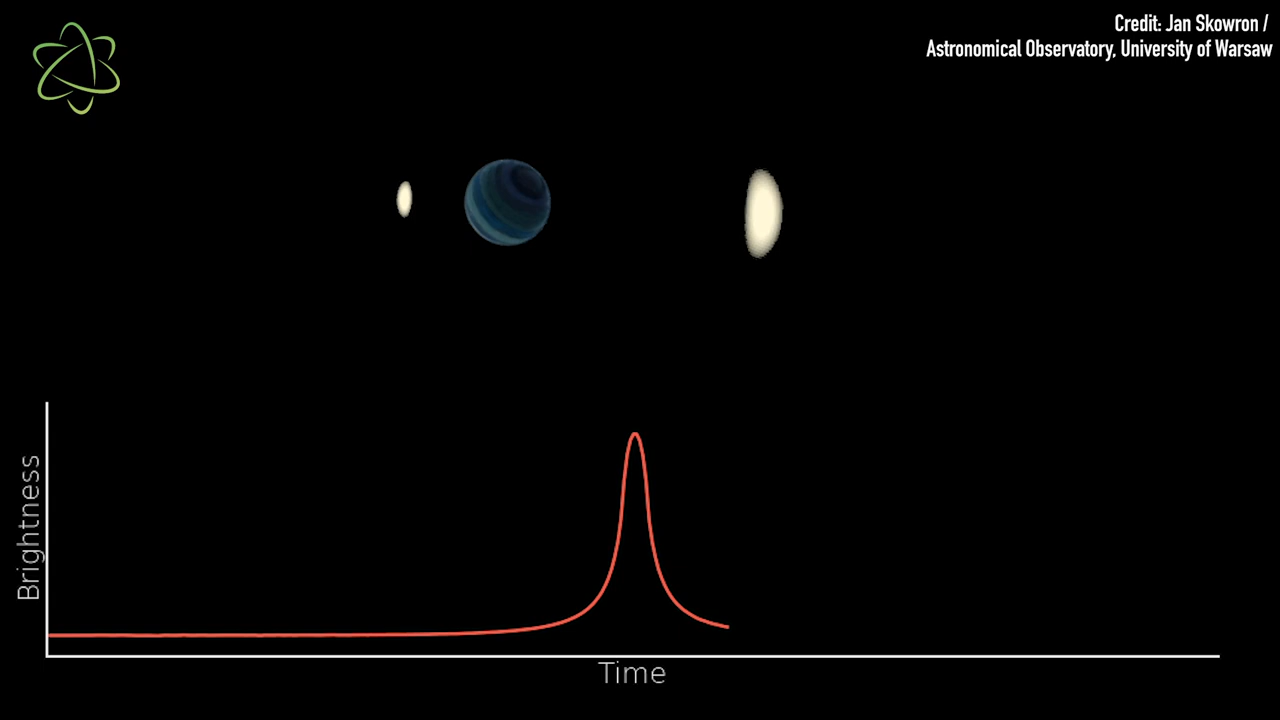 Credit: Jan Skowron /
Astronomical Observatory, University of Warsaw
Brightness
Time